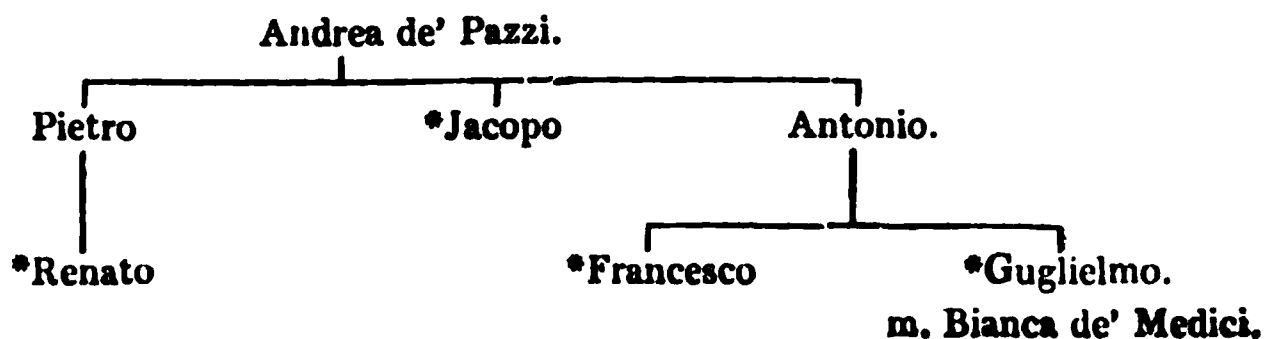 Andrea de' Pazzi.
Pietro *Jacopo Antonio.
*Renato *Francesco *Guglielmo.
m. Bianca de' Medici.